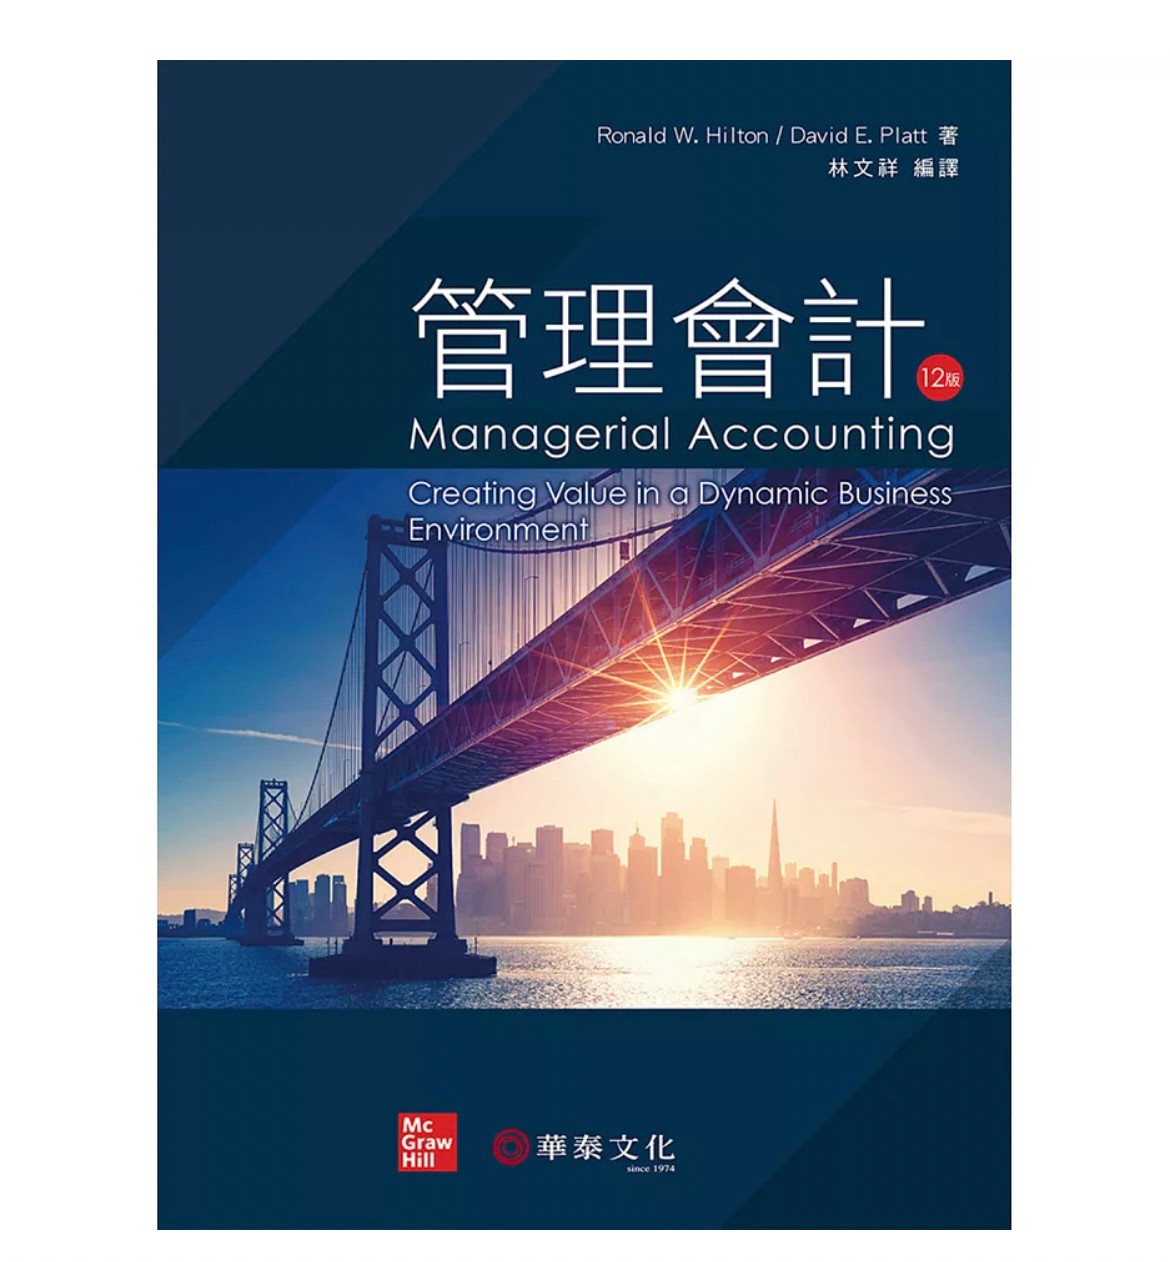 Ronald W. Hilton / David E. Platt 著
林文祥 編譯
管理會計
12版
Managerial Accounting
Creating Value in a Dynamic Business
Environment
Mc
Graw
Hill
華泰文化
since 1974